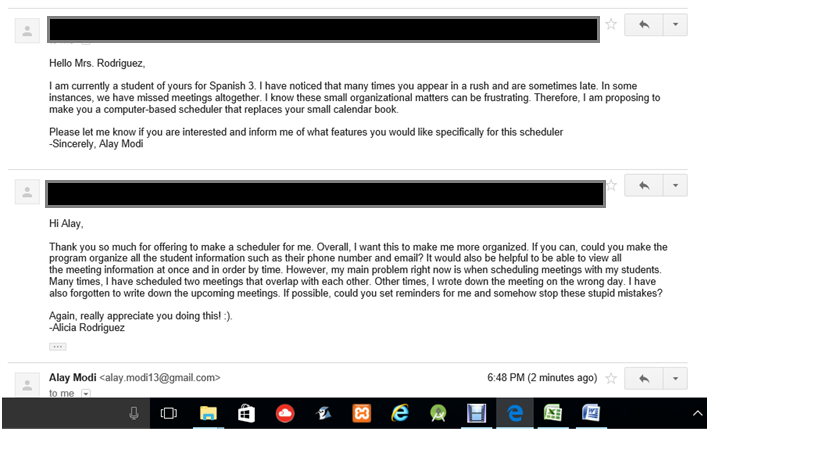 Hello Mrs. Rodriguez,
I am currently a student of yours for Spanish 3. I have noticed that many times you appear in a rush and are sometimes late. In some
instances, we have missed meetings altogether. I know these small organizational matters can be frustrating. Therefore, I am proposing to
make you a computer-based scheduler that replaces your small calendar book.
Please let me know if you are interested and inform me of what features you would like specifically for this scheduler
-Sincerely, Alay Modi
Hi Alay,
Thank you so much for offering to make a scheduler for me. Overall, I want this to make me more organized. If you can, could you make the
program organize all the student information such as their phone number and email? It would also be helpful to be able to view all
the meeting information at once and in order by time. However, my main problem right now is when scheduling meetings with my students.
Many times, I have scheduled two meetings that overlap with each other. Other times, I wrote down the meeting on the wrong day. I have
also forgotten to write down the upcoming meetings. If possible, could you set reminders for me and somehow stop these stupid mistakes?
Again, really appreciate you doing this! :).
-Alicia Rodriguez
Alay Modi <alay.modi13@gmail.com> 6:48 PM (2 minutes ago)
to me